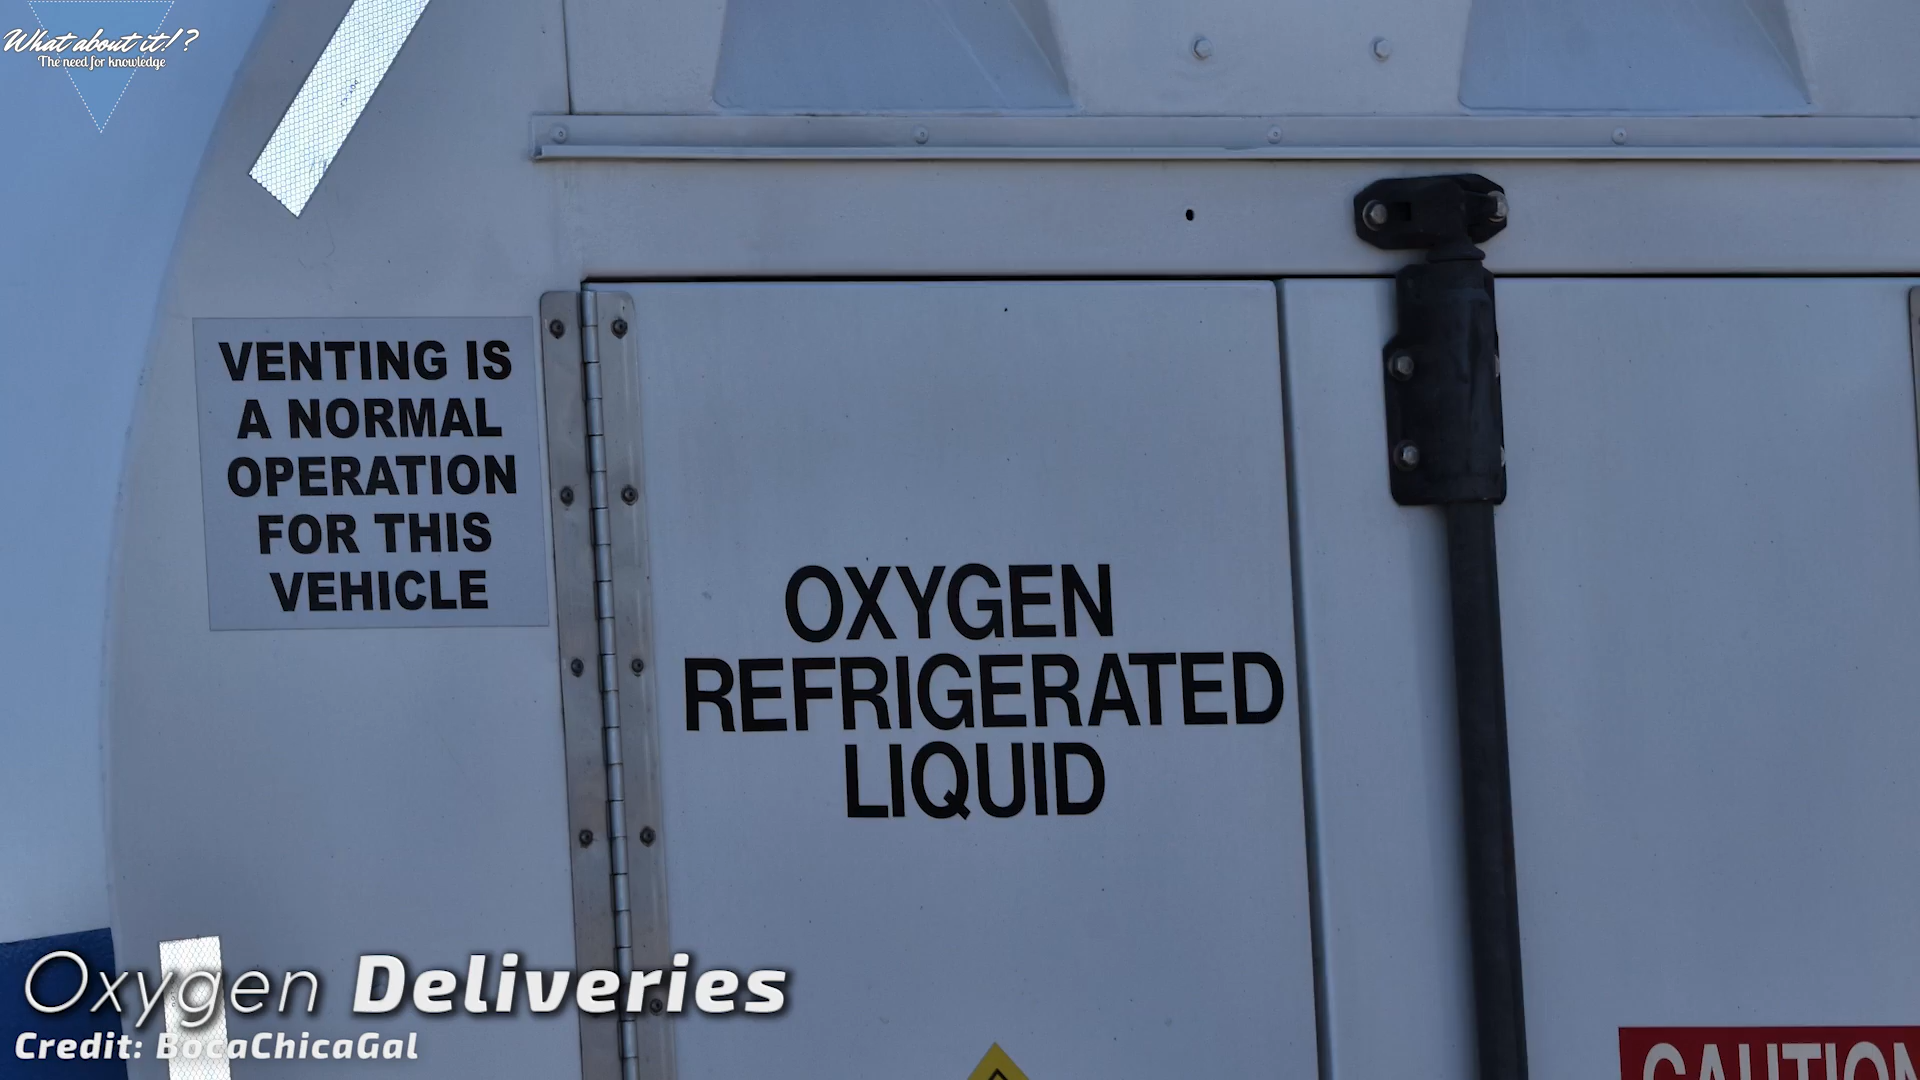 What about it!?
The need for knowledge
VENTING IS
A NORMAL
OPERATION
FOR THIS
VEHICLE
OXYGEN
REFRIGERATED
LIQUID
Oxygen Deliveries
Credit: BocaChicaGal
CAUTION